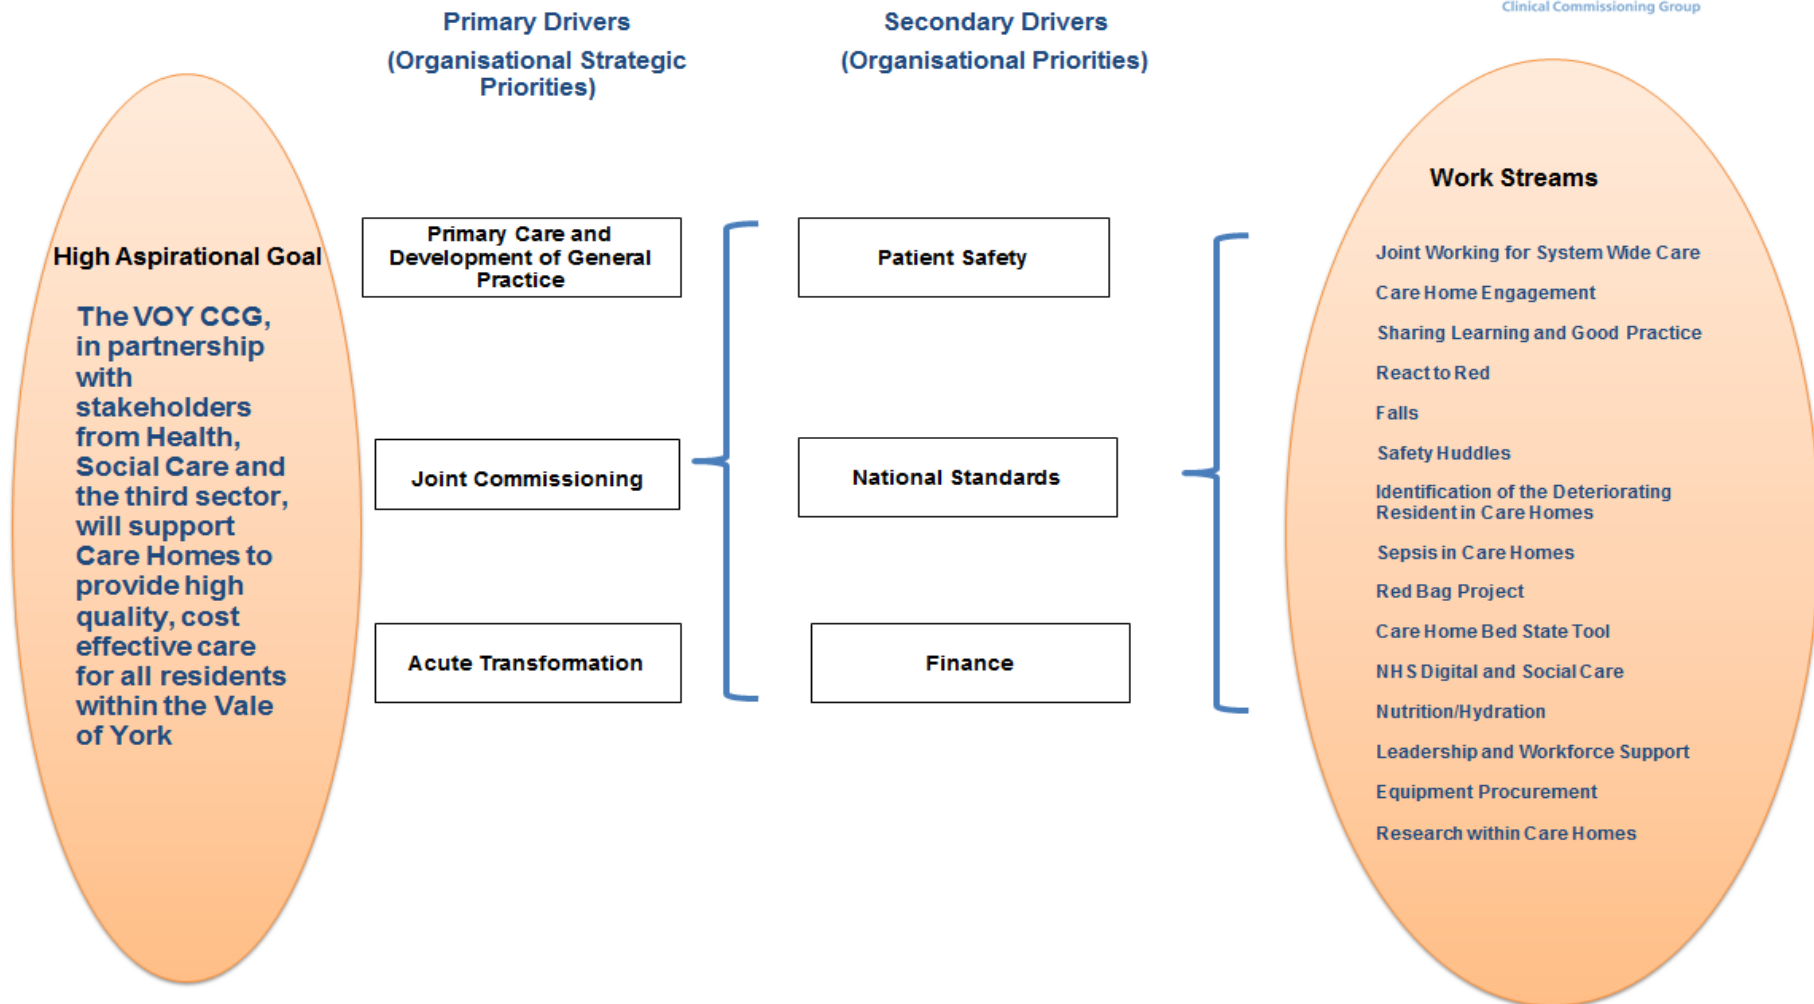 Clinical Commissioning Group
Primary Drivers
(Organisational Strategic
Priorities)
Secondary Drivers
(Organisational Priorities)
High Aspirational Goal
The VOY CCG,
in partnership
with
stakeholders
from Health,
Social Care and
the third sector,
will support
Care Homes to
provide high
quality, cost
effective care
for all residents
within the Vale
of York
Primary Care and
Development of General
Practice
Joint Commissioning
Acute Transformation
Patient Safety
National Standards
Finance
Work Streams
Joint Working for System Wide Care
Care Home Engagement
Sharing Learning and Good Practice
React to Red
Falls
Safety Huddles
Identification of the Deteriorating
Resident in Care Homes
Sepsis in Care Homes
Red Bag Project
Care Home Bed State Tool
NHS Digital and Social Care
Nutrition/Hydration
Leadership and Workforce Support
Equipment Procurement
Research within Care Homes